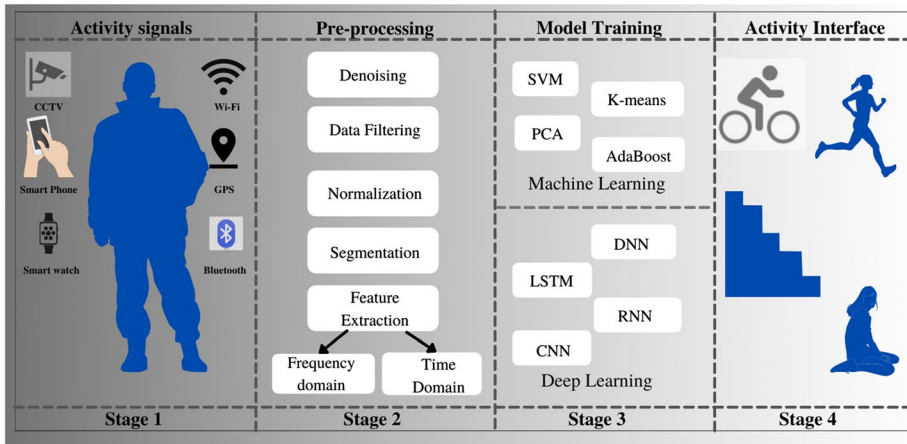 Activity signals
Pre-processing
Model Training
Activity Interface
CCTV
Wi-Fi
Smart Phone
GPS
Smart watch
Bluetooth
Denoising
Data Filtering
Normalization
Segmentation
Feature
Extraction
Frequency
domain
Time
Domain
SVM
K-means
PCA
AdaBoost
Machine Learning
DNN
LSTM
RNN
CNN
Deep Learning
Stage 1
Stage 2
Stage 3
Stage 4